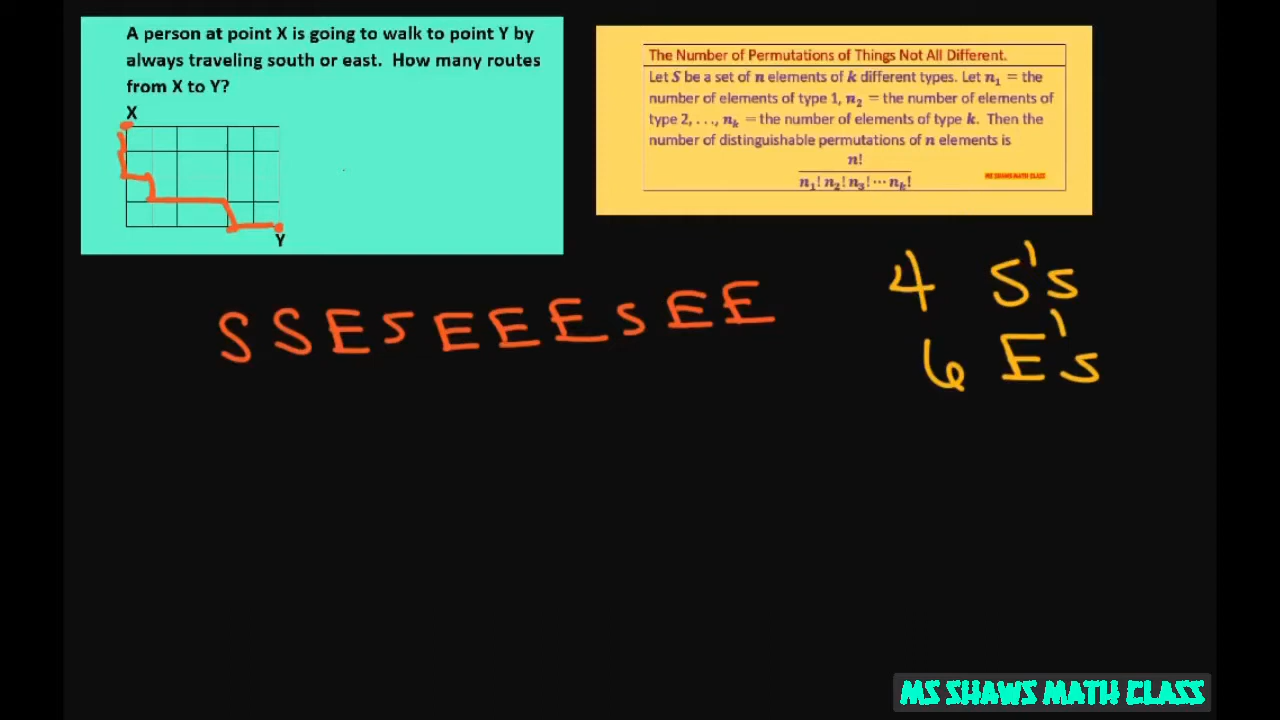 A person at point X is going to walk to point Y by
always traveling south or east. How many routes
from X to Y?
X
Y
The Number of Permutations of Things Not All Different.
Let S be a set of n elements of k different types. Let n₁ = the
number of elements of type 1, n₂ = the number of elements of
type 2, . . ., nₖ = the number of elements of type k. Then the
number of distinguishable permutations of n elements is
n!
n₁! n₂! n₃! ⋯ nₖ!
MS SHAWS MATH CLASS
S S E S E E E S E E
4 S's
6 E's
MS SHAWS MATH CLASS